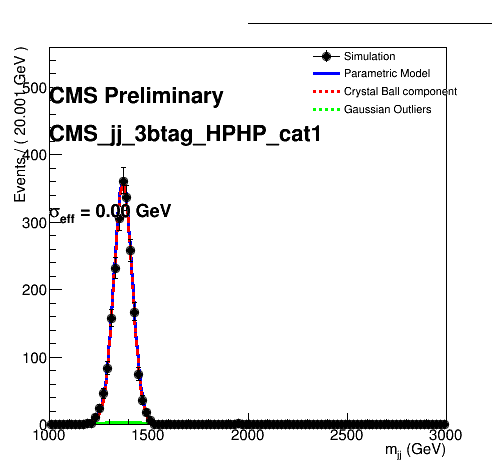 Simulation
Parametric Model
Crystal Ball component
Gaussian Outliers
Events / ( 20.001 GeV )
CMS Preliminary
CMS_jj_3btag_HPHP_cat1
σeff = 0.00 GeV
500
400
300
200
100
0
1000 1500 2000 2500 3000
mjj (GeV)